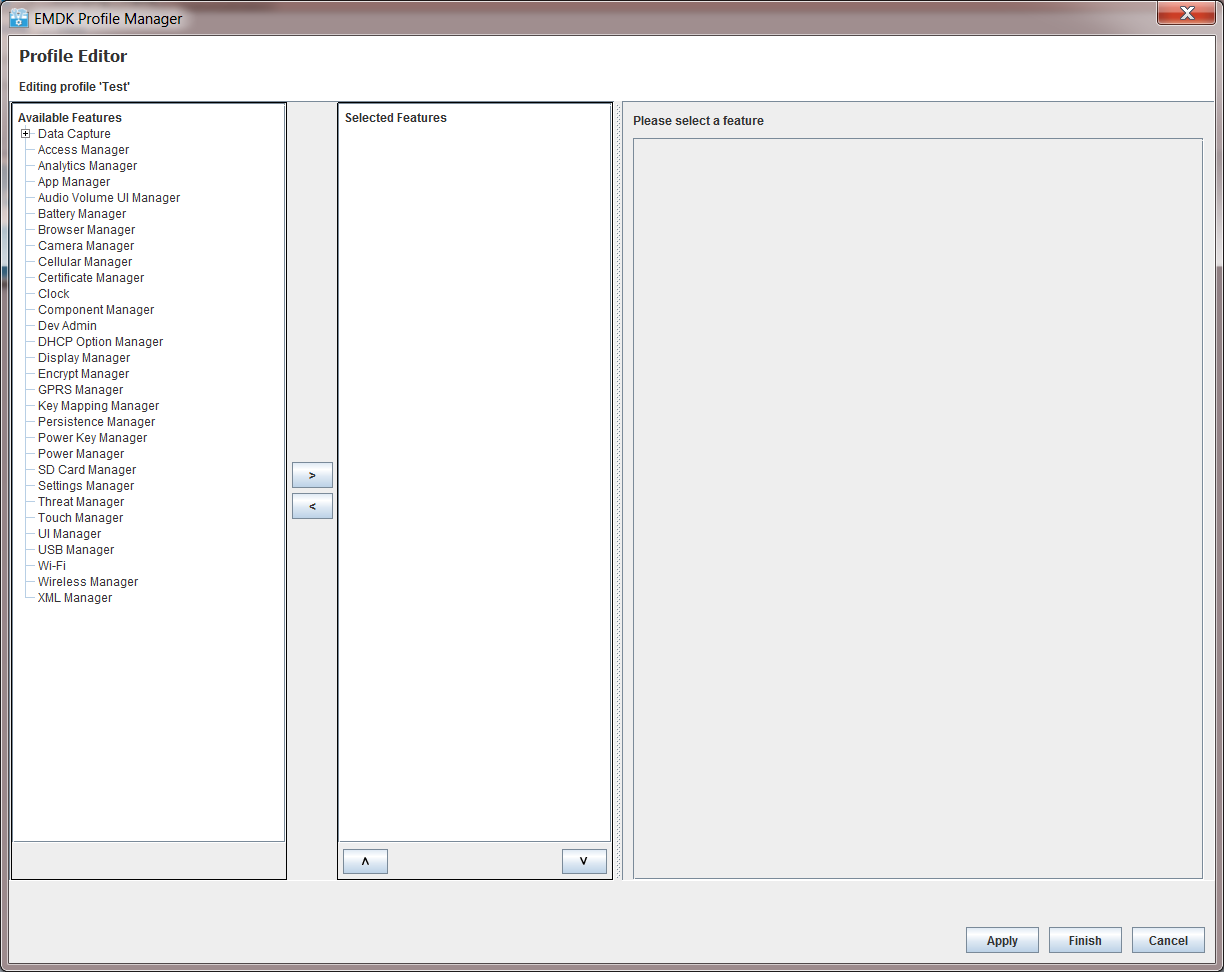 EMDK Profile Manager
X
Profile Editor
Editing profile 'Test'
Available Features
Data Capture
Access Manager
Analytics Manager
App Manager
Audio Volume UI Manager
Battery Manager
Browser Manager
Camera Manager
Cellular Manager
Certificate Manager
Clock
Component Manager
Dev Admin
DHCP Option Manager
Display Manager
Encrypt Manager
GPRS Manager
Key Mapping Manager
Persistence Manager
Power Key Manager
Power Manager
SD Card Manager
Settings Manager
Threat Manager
Touch Manager
UI Manager
USB Manager
Wi-Fi
Wireless Manager
XML Manager
>
<
Selected Features
Λ
V
Please select a feature
Apply
Finish
Cancel